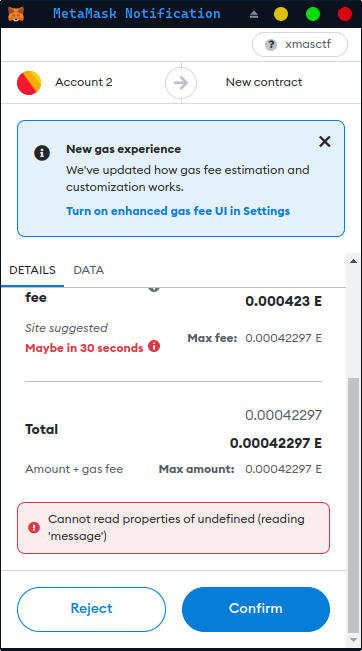 MetaMask Notification
? xmasctf
Account 2
New contract
New gas experience
We've updated how gas fee estimation and
customization works.
Turn on enhanced gas fee UI in Settings
DETAILS
DATA
fee
0.000423 E
Site suggested
Maybe in 30 seconds
Max fee: 0.00042297 E
0.00042297
Total
0.00042297 E
Amount + gas fee
Max amount: 0.00042297 E
Cannot read properties of undefined (reading
'message')
Reject
Confirm